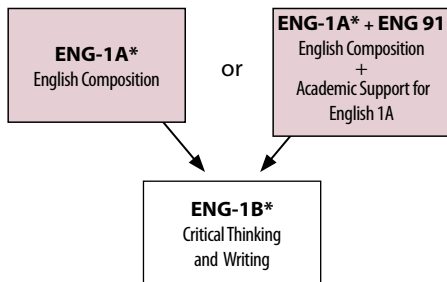 ENG-1A*
English Composition
or
ENG-1A* + ENG 91
English Composition
+
Academic Support for
English 1A
ENG-1B*
Critical Thinking
and Writing